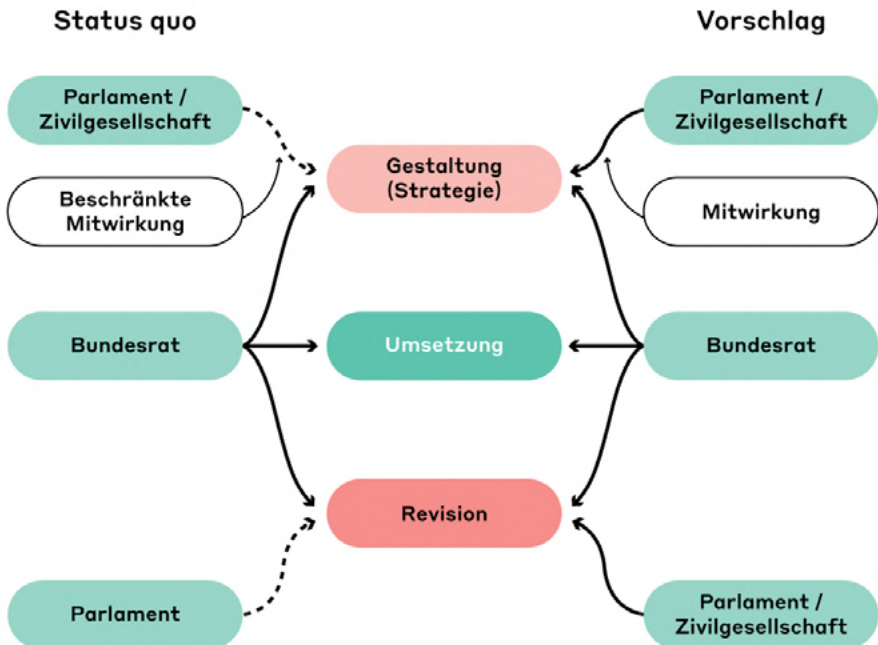 Status quo
Vorschlag
Parlament /
Zivilgesellschaft
Parlament /
Zivilgesellschaft
Gestaltung
(Strategie)
Beschränkte
Mitwirkung
Mitwirkung
Bundesrat
Umsetzung
Bundesrat
Revision
Parlament
Parlament /
Zivilgesellschaft